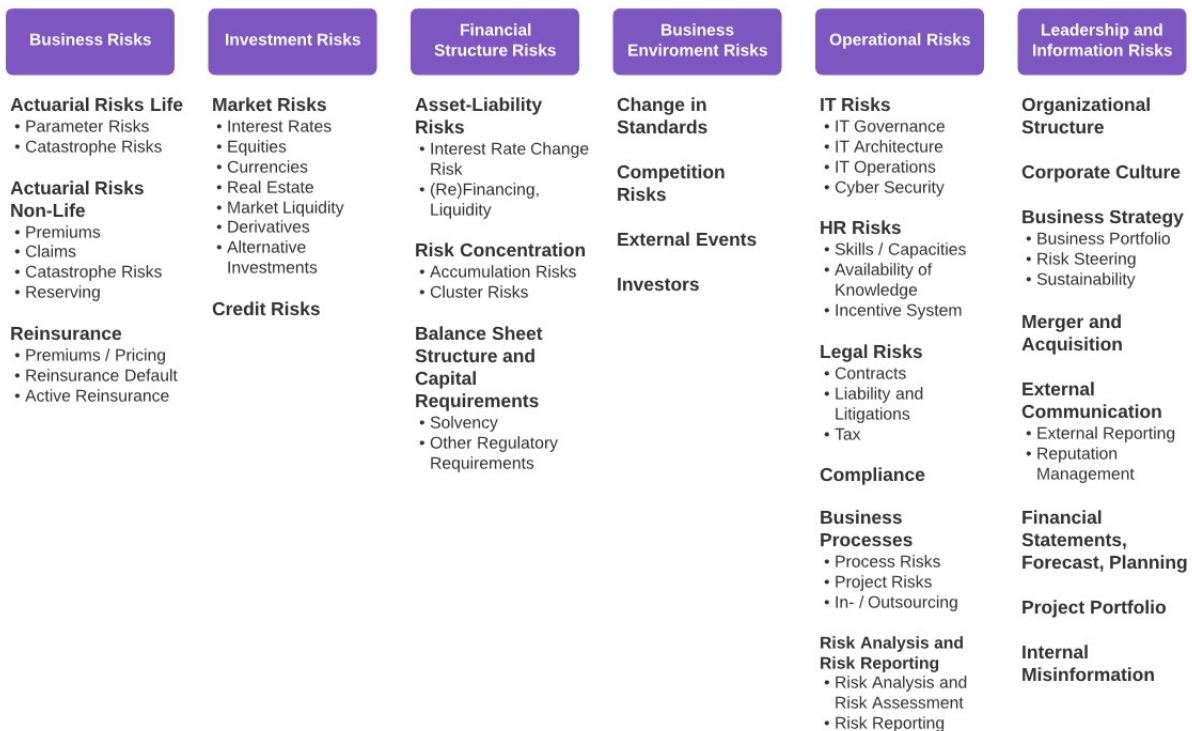 Business Risks
Actuarial Risks Life
• Parameter Risks
• Catastrophe Risks
Actuarial Risks
Non-Life
• Premiums
• Claims
• Catastrophe Risks
• Reserving
Reinsurance
• Premiums / Pricing
• Reinsurance Default
• Active Reinsurance
Investment Risks
Market Risks
• Interest Rates
• Equities
• Currencies
• Real Estate
• Market Liquidity
• Derivatives
• Alternative
Investments
Credit Risks
Financial
Structure Risks
Asset-Liability
Risks
• Interest Rate Change
Risk
• (Re)Financing,
Liquidity
Risk Concentration
• Accumulation Risks
• Cluster Risks
Balance Sheet
Structure and
Capital
Requirements
• Solvency
• Other Regulatory
Requirements
Business
Enviroment Risks
Change in
Standards
Competition
Risks
External Events
Investors
Operational Risks
IT Risks
• IT Governance
• IT Architecture
• IT Operations
• Cyber Security
HR Risks
• Skills / Capacities
• Availability of
Knowledge
• Incentive System
Legal Risks
• Contracts
• Liability and
Litigations
• Tax
Compliance
Business
Processes
• Process Risks
• Project Risks
• In- / Outsourcing
Risk Analysis and
Risk Reporting
• Risk Analysis and
Risk Assessment
• Risk Reporting
Leadership and
Information Risks
Organizational
Structure
Corporate Culture
Business Strategy
• Business Portfolio
• Risk Steering
• Sustainability
Merger and
Acquisition
External
Communication
• External Reporting
• Reputation
Management
Financial
Statements,
Forecast, Planning
Project Portfolio
Internal
Misinformation